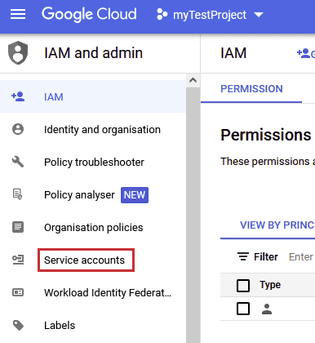 Google Cloud myTestProject
IAM and admin
IAM
Identity and organisation
Policy troubleshooter
Policy analyser NEW
Organisation policies
Service accounts
Workload Identity Federat...
Labels
IAM
PERMISSION
Permissions
These permissions
VIEW BY PRINC
Filter Enter
Type